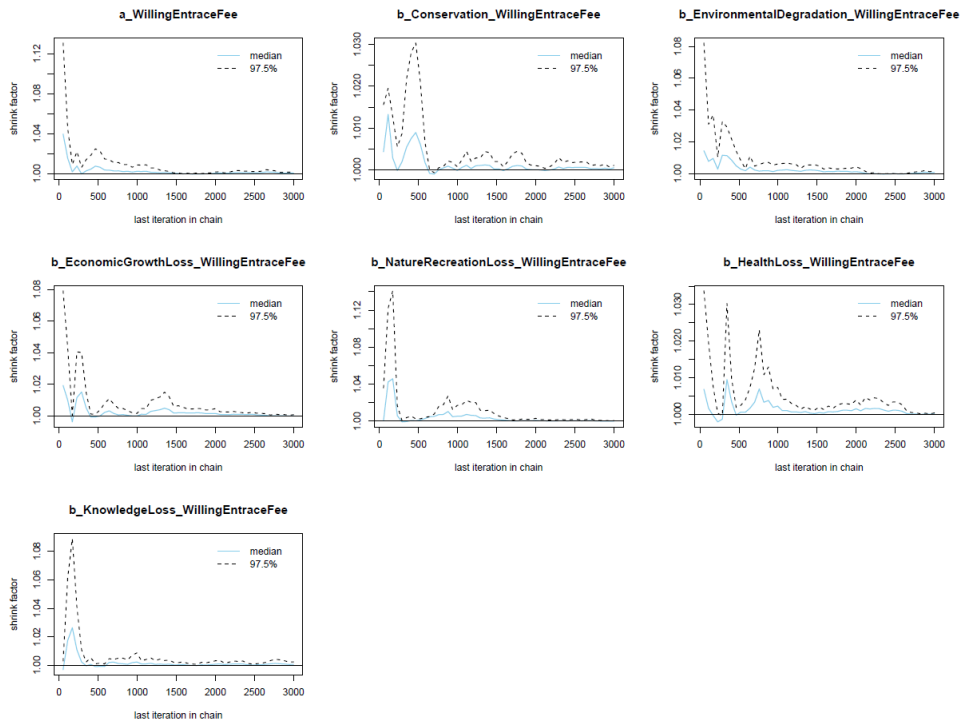 a_WillingEntraceFee
shrink factor
1.00 1.04 1.08 1.12
median
97.5%
0 500 1000 1500 2000 2500 3000
last iteration in chain
b_Conservation_WillingEntraceFee
shrink factor
1.000 1.010 1.020 1.030
median
97.5%
0 500 1000 1500 2000 2500 3000
last iteration in chain
b_EnvironmentalDegradation_WillingEntraceFee
shrink factor
1.00 1.02 1.04 1.06 1.08
median
97.5%
0 500 1000 1500 2000 2500 3000
last iteration in chain
b_EconomicGrowthLoss_WillingEntraceFee
shrink factor
1.00 1.02 1.04 1.06 1.08
median
97.5%
0 500 1000 1500 2000 2500 3000
last iteration in chain
b_NatureRecreationLoss_WillingEntraceFee
shrink factor
1.00 1.04 1.08 1.12
median
97.5%
0 500 1000 1500 2000 2500 3000
last iteration in chain
b_HealthLoss_WillingEntraceFee
shrink factor
1.000 1.010 1.020 1.030
median
97.5%
0 500 1000 1500 2000 2500 3000
last iteration in chain
b_KnowledgeLoss_WillingEntraceFee
shrink factor
1.00 1.02 1.04 1.06 1.08
median
97.5%
0 500 1000 1500 2000 2500 3000
last iteration in chain